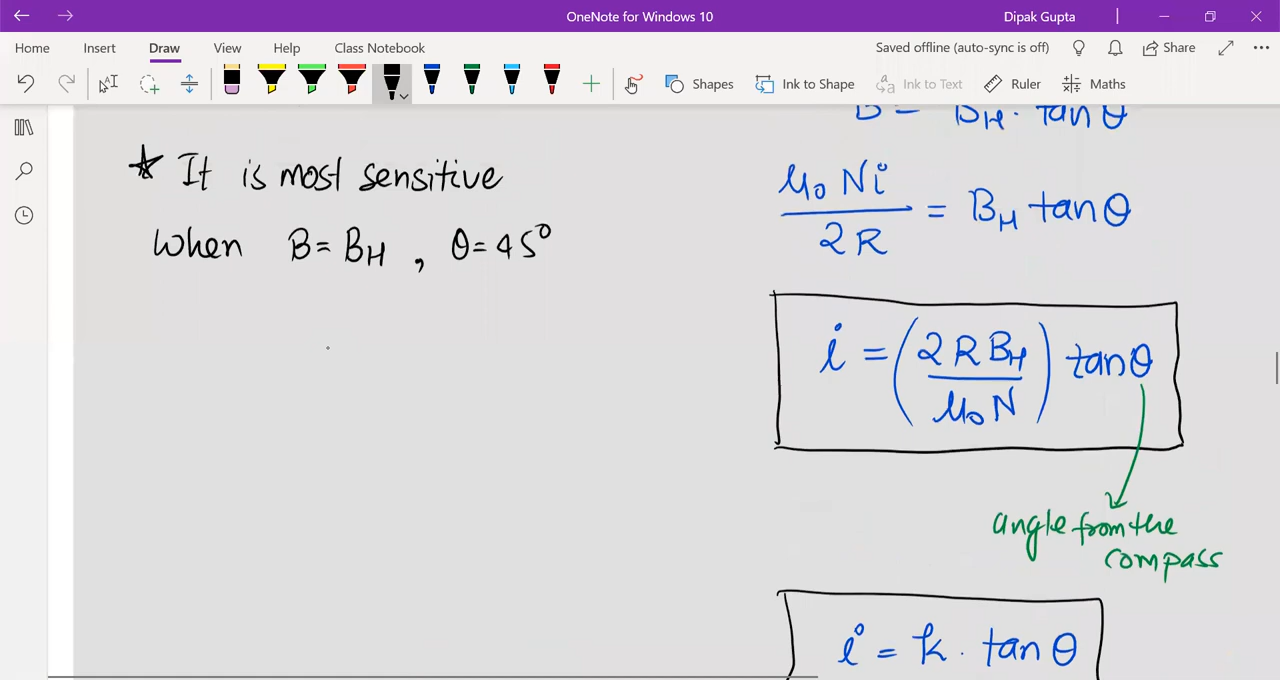 OneNote for Windows 10
Dipak Gupta
Home Insert Draw View Help Class Notebook
Saved offline (auto-sync is off) Share
Shapes Ink to Shape Ink to Text Ruler Maths
B = B_H . tan θ
★ It is most sensitive
When B = B_H , θ = 45°
μ₀ N i / 2 R = B_H tan θ
i = ( 2 R B_H / μ₀ N ) tan θ
angle from the
compass
i = k . tan θ